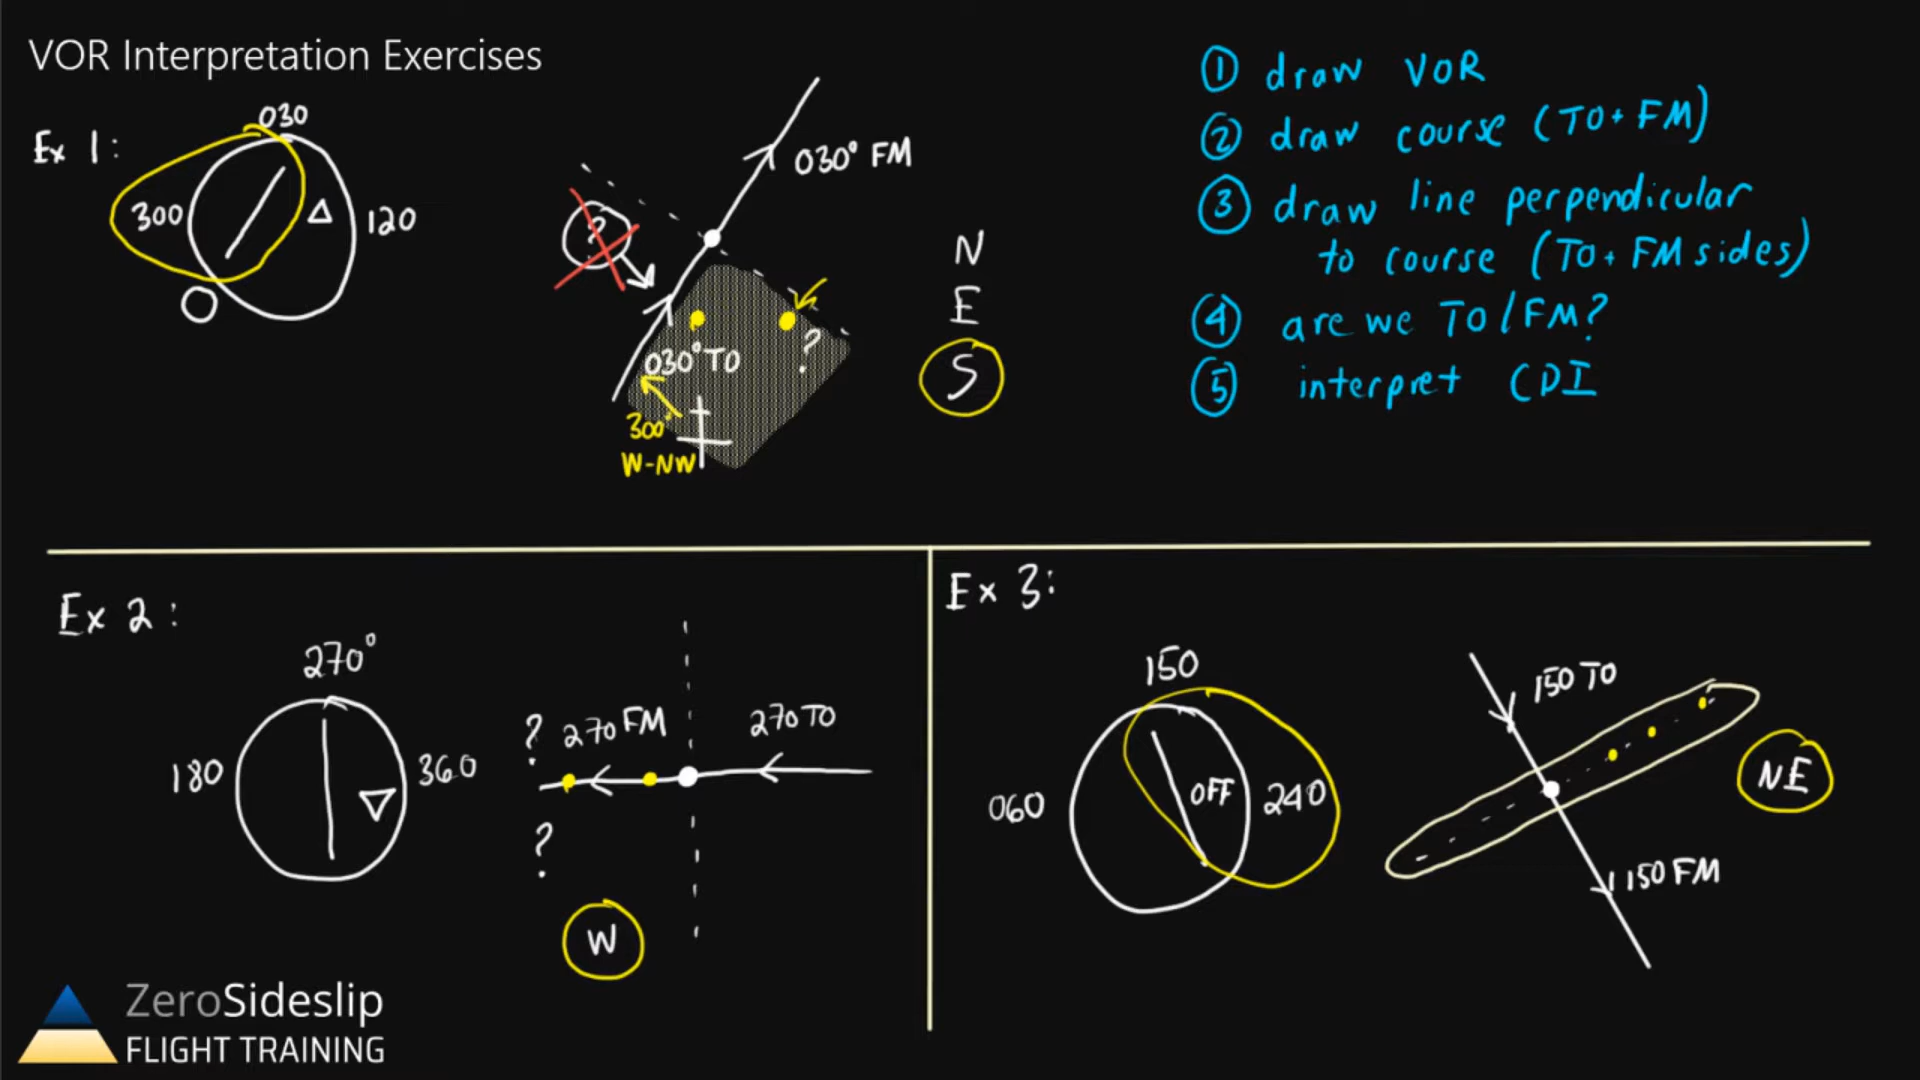 VOR Interpretation Exercises
Ex 1:
030
300
120
030° FM
?
030° TO
?
300°
W-NW
N
E
S
① draw VOR
② draw course (TO + FM)
③ draw line perpendicular
to course (TO + FM sides)
④ are we TO/FM?
⑤ interpret CDI
Ex 2:
270°
180
360
?
270 FM
270 TO
?
W
Ex 3:
150
060
OFF
240
150 TO
NE
150 FM
ZeroSideslip
FLIGHT TRAINING